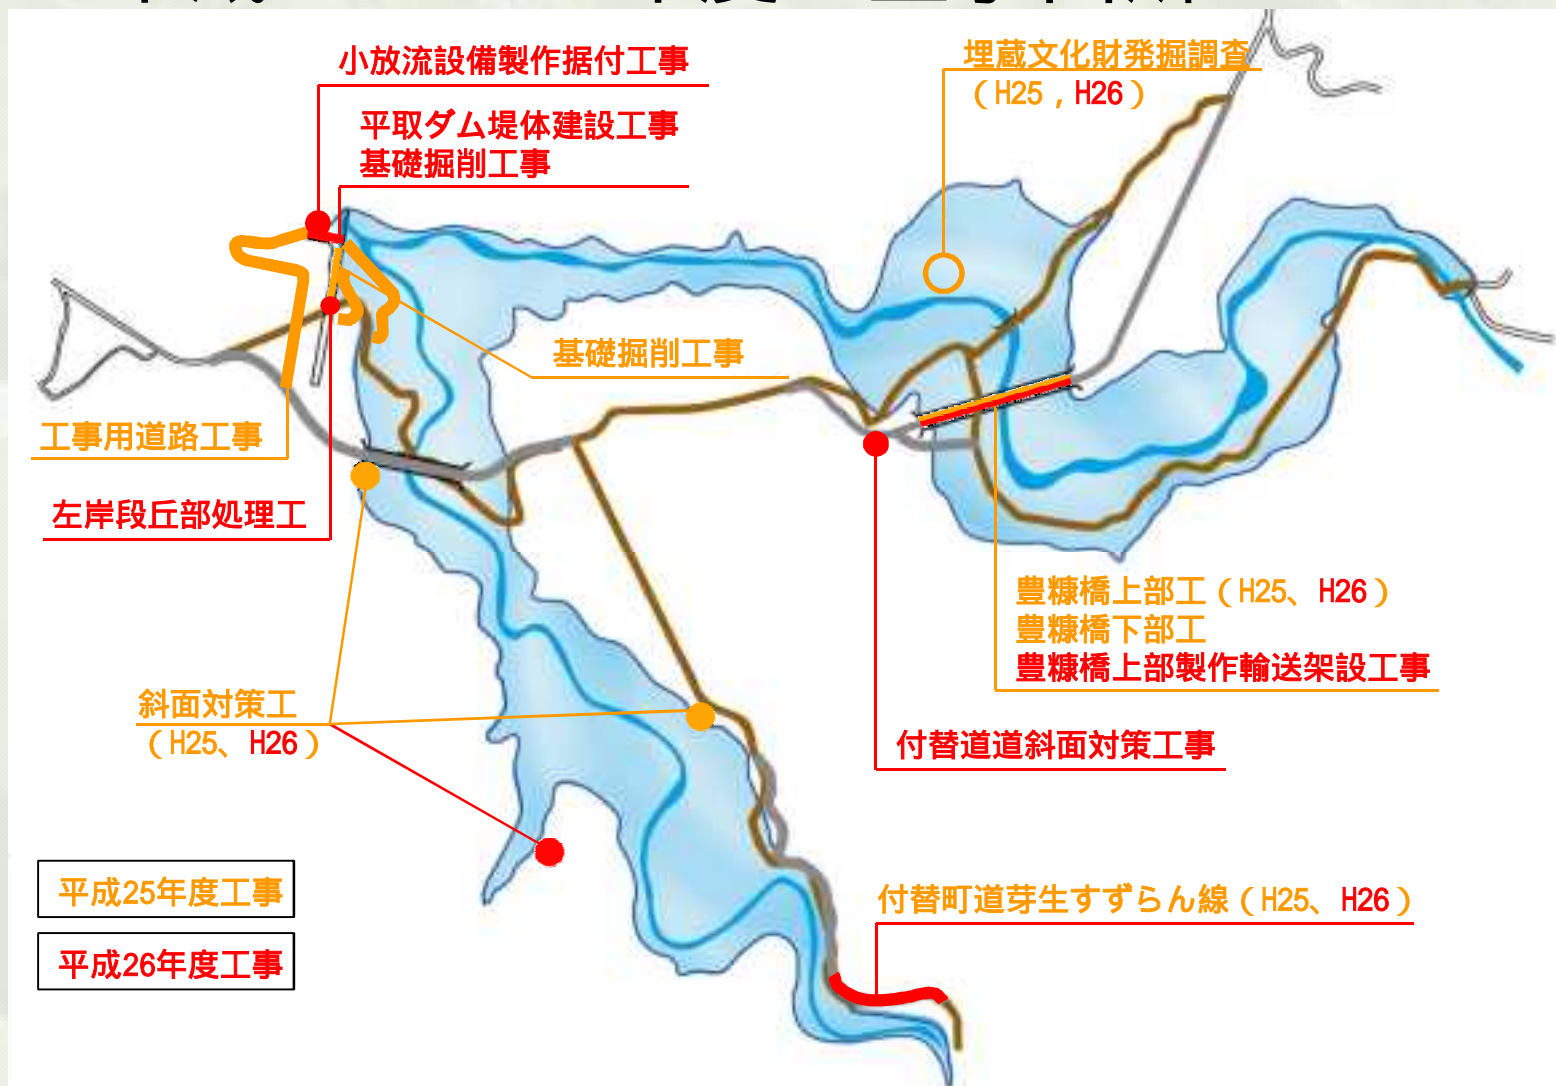 小放流設備製作据付工事
平取ダム堤体建設工事
基礎掘削工事
埋蔵文化財発掘調査
（H25，H26）
基礎掘削工事
工事用道路工事
左岸段丘部処理工
豊糠橋上部工（H25、H26）
豊糠橋下部工
豊糠橋上部製作輸送架設工事
斜面対策工
（H25、H26）
付替道道斜面対策工事
平成25年度工事
付替町道芽生すずらん線（H25、H26）
平成26年度工事